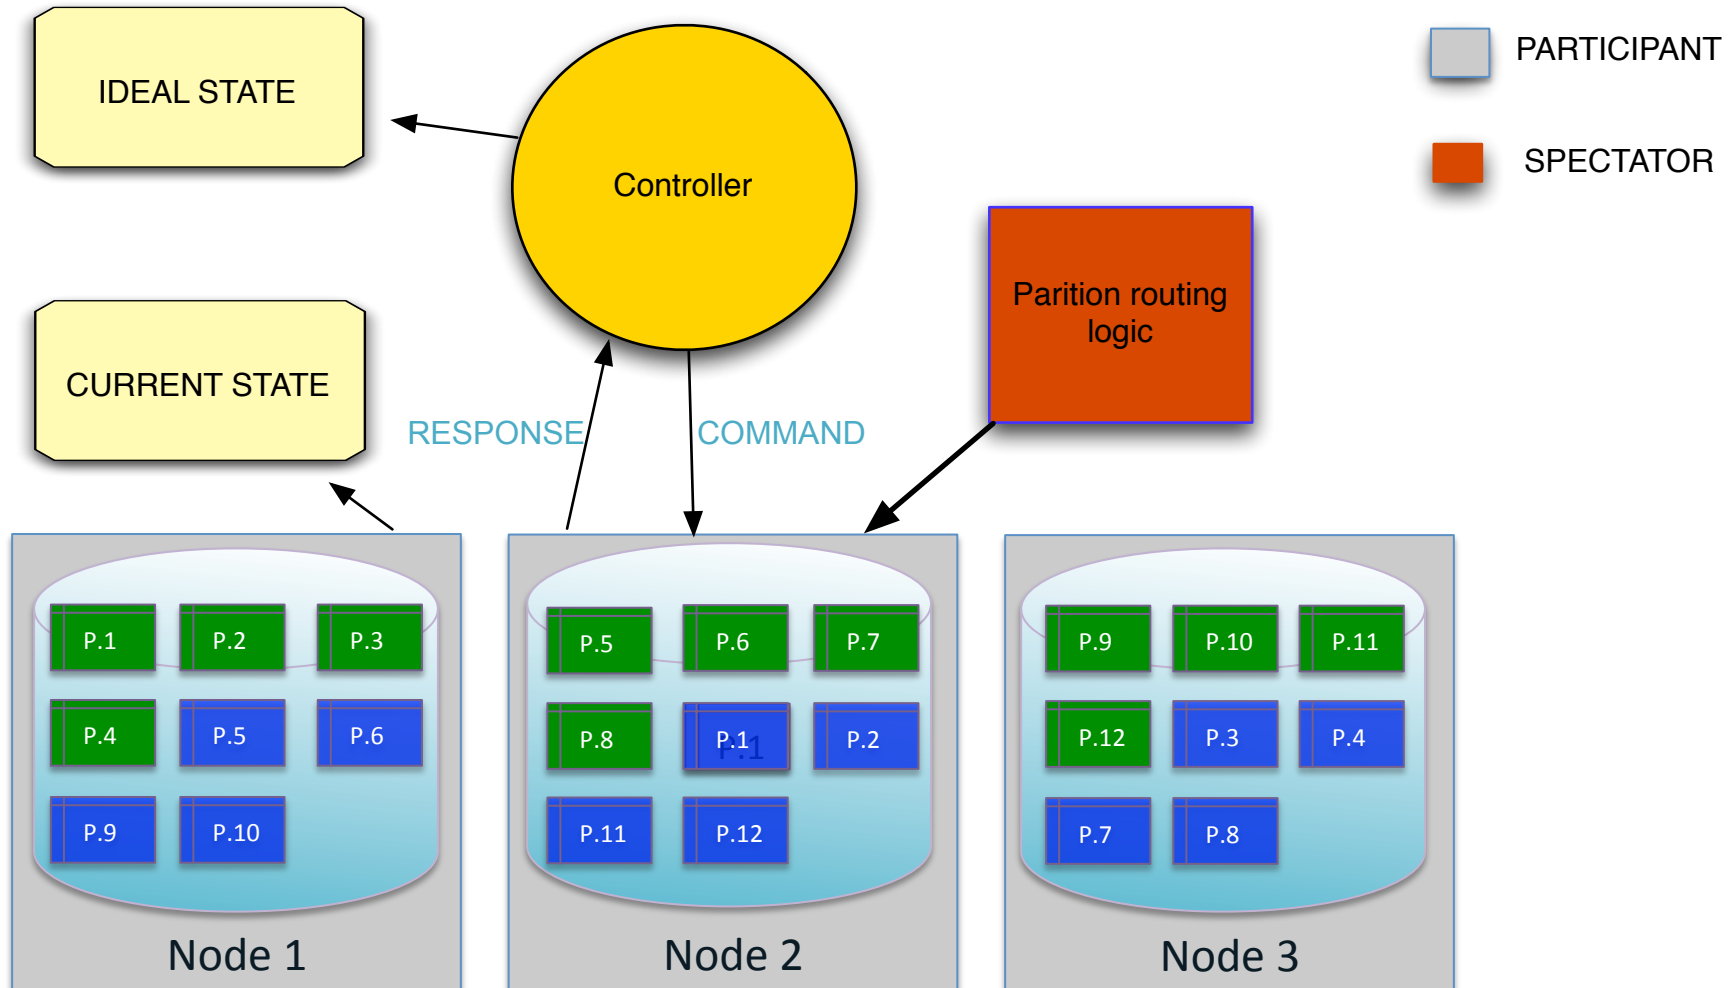 IDEAL STATE
Controller
PARTICIPANT
SPECTATOR
Parition routing
logic
CURRENT STATE
RESPONSE
COMMAND
P.1 P.2 P.3
P.4 P.5 P.6
P.9 P.10
Node 1
P.5 P.6 P.7
P.8 P.1 P.1 P.2
P.11 P.12
Node 2
P.9 P.10 P.11
P.12 P.3 P.4
P.7 P.8
Node 3